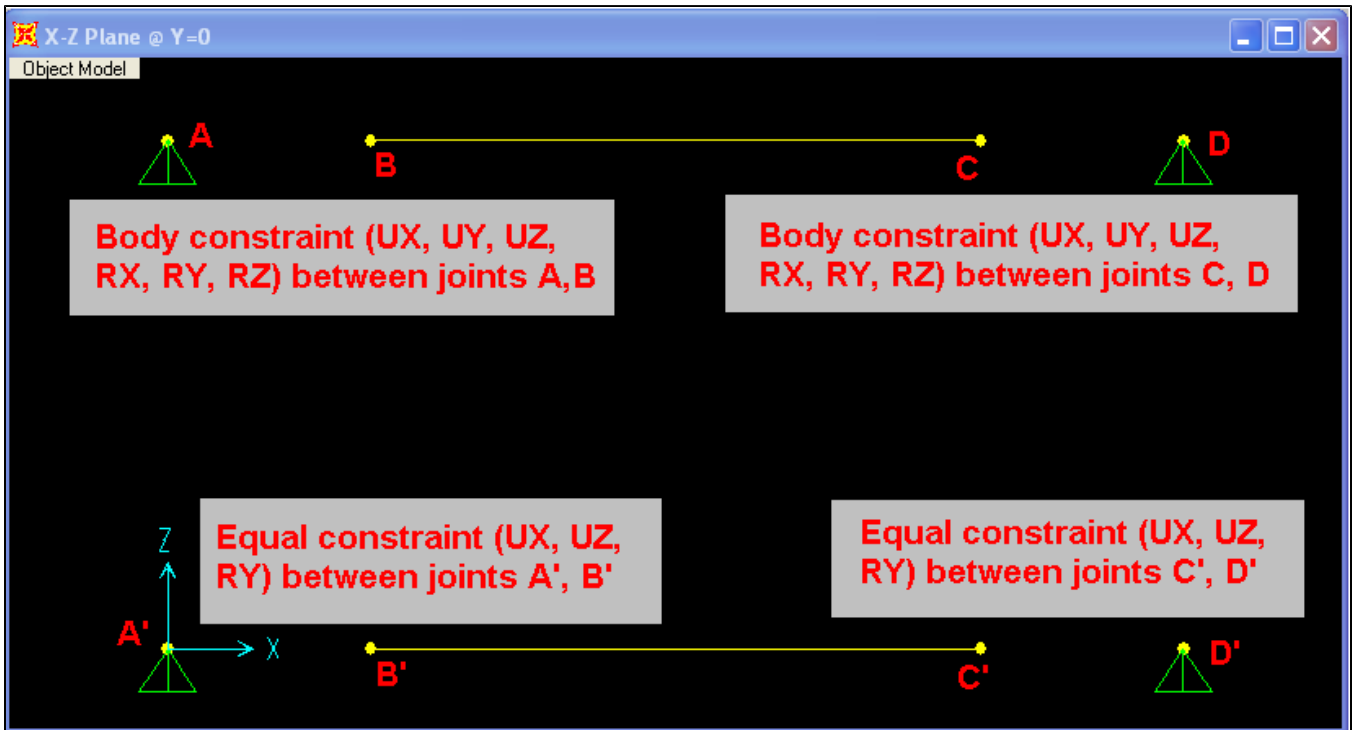 X-Z Plane @ Y=0
Object Model
A
B
C
D
Body constraint (UX, UY, UZ,
RX, RY, RZ) between joints A,B
Body constraint (UX, UY, UZ,
RX, RY, RZ) between joints C, D
Equal constraint (UX, UZ,
RY) between joints A', B'
Equal constraint (UX, UZ,
RY) between joints C', D'
Z
A'
X
B'
C'
D'